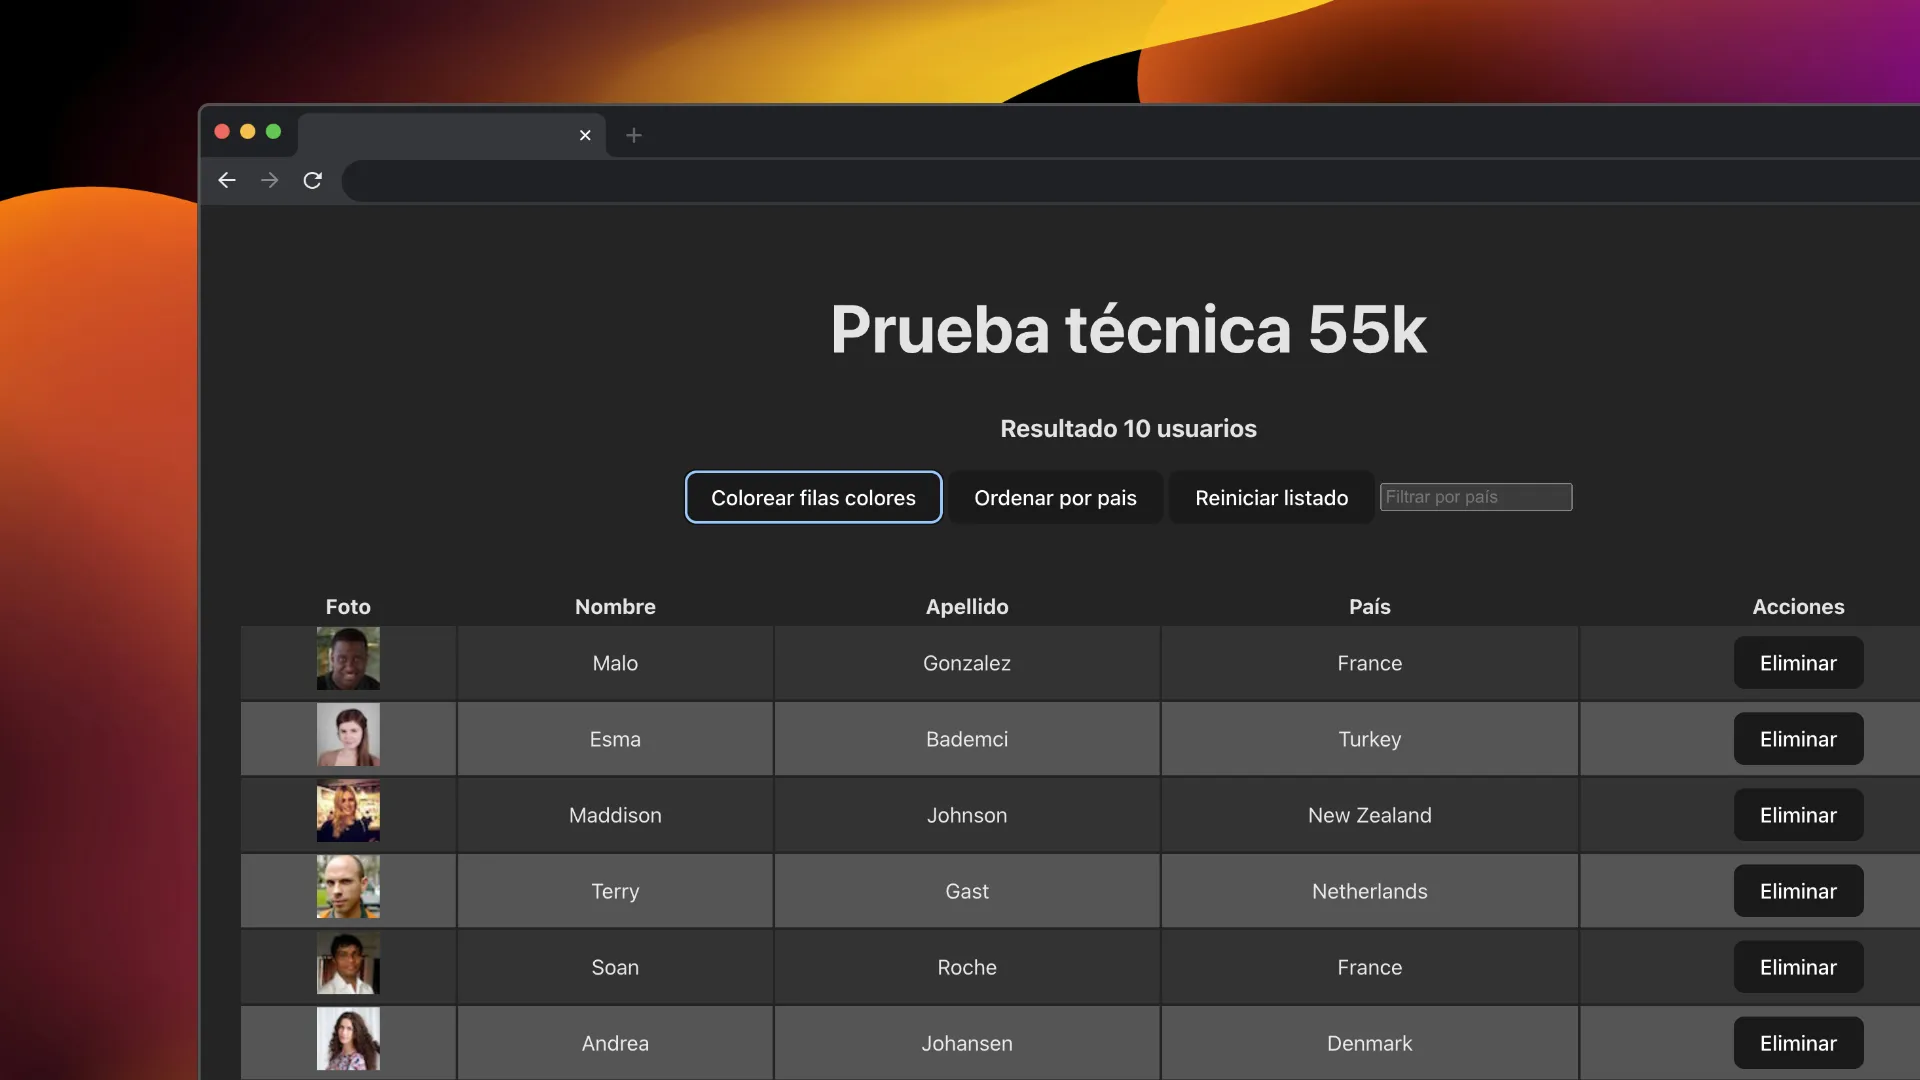 Prueba técnica 55k
Resultado 10 usuarios
Colorear filas colores Ordenar por pais Reiniciar listado Filtrar por país
Foto Nombre Apellido País Acciones
Malo Gonzalez France Eliminar
Esma Bademci Turkey Eliminar
Maddison Johnson New Zealand Eliminar
Terry Gast Netherlands Eliminar
Soan Roche France Eliminar
Andrea Johansen Denmark Eliminar